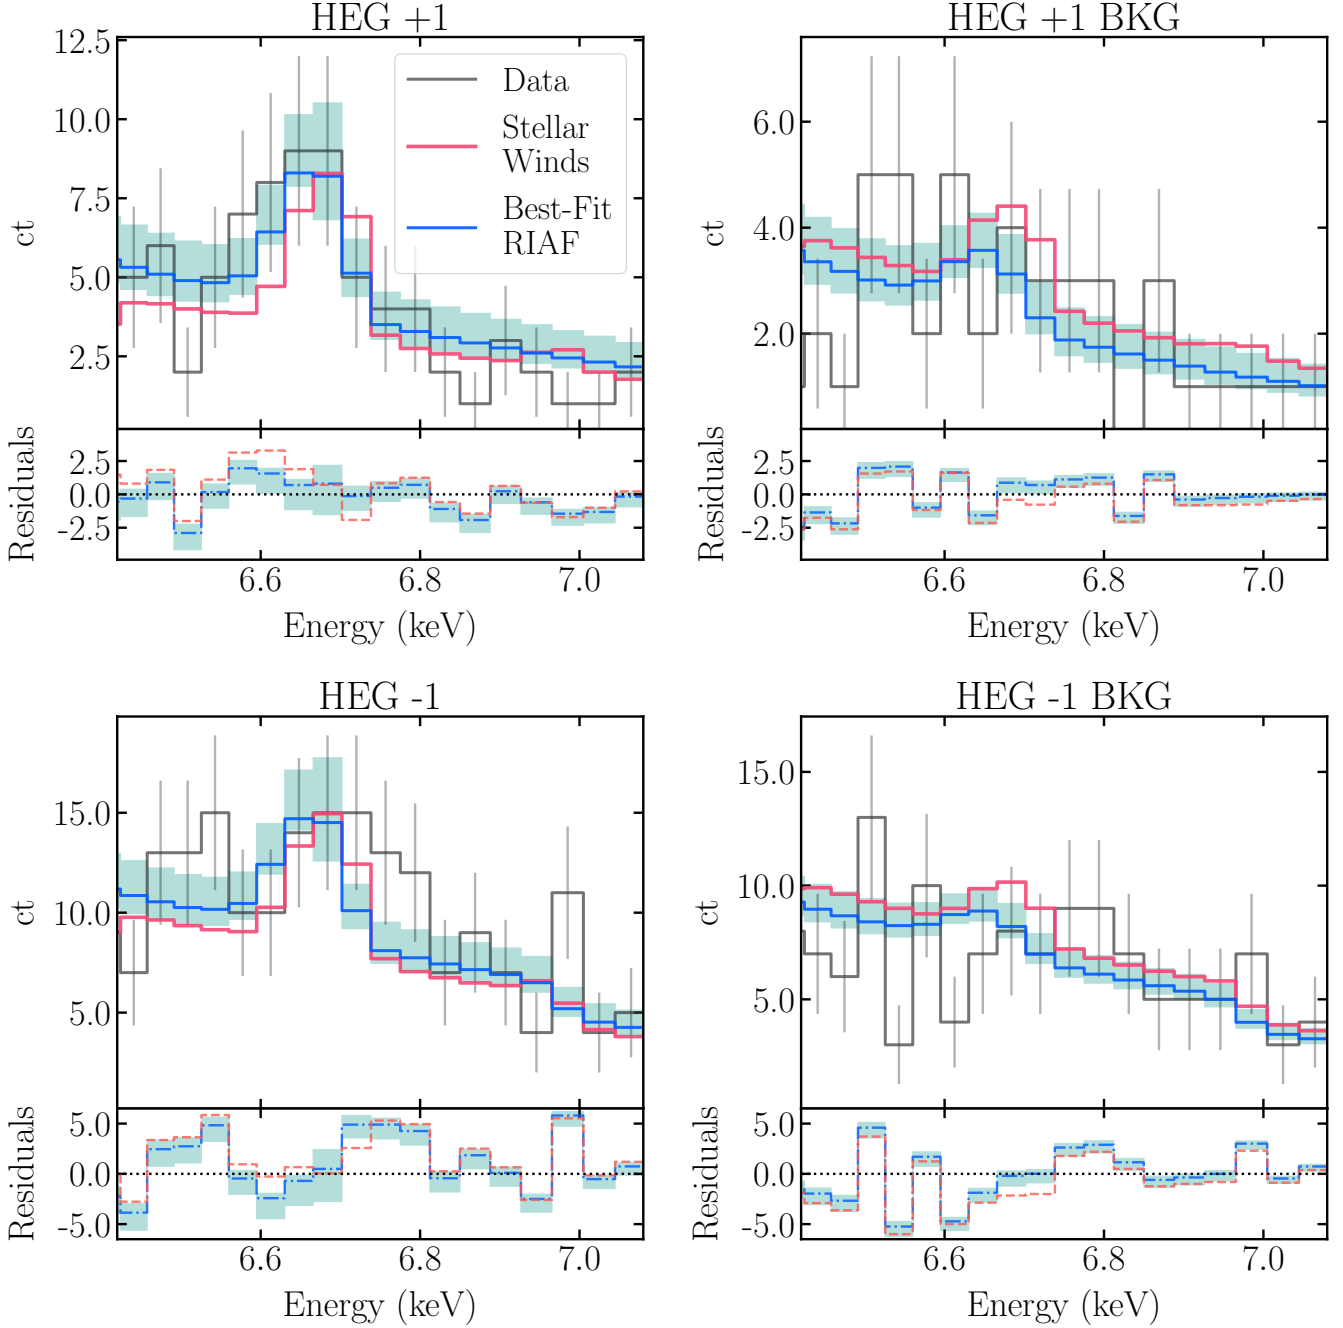 HEG +1
12.5
10.0
7.5
5.0
2.5
ct
Data
Stellar
Winds
Best-Fit
RIAF
2.5
0.0
-2.5
Residuals
6.6 6.8 7.0
Energy (keV)
HEG +1 BKG
6.0
4.0
2.0
ct
2.5
0.0
-2.5
Residuals
6.6 6.8 7.0
Energy (keV)
HEG -1
15.0
10.0
5.0
ct
5.0
0.0
-5.0
Residuals
6.6 6.8 7.0
Energy (keV)
HEG -1 BKG
15.0
10.0
5.0
ct
5.0
0.0
-5.0
Residuals
6.6 6.8 7.0
Energy (keV)